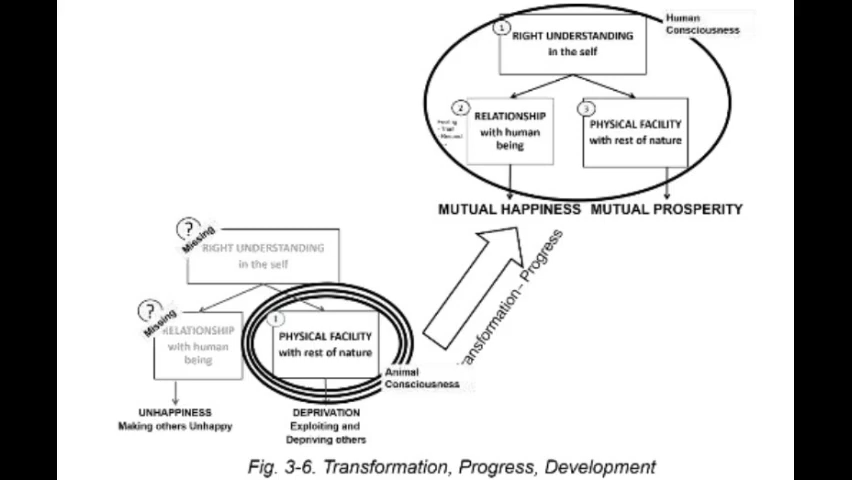 Human
Consciousness
1
RIGHT UNDERSTANDING
in the self
2
RELATIONSHIP
with human
being
3
PHYSICAL FACILITY
with rest of nature
MUTUAL HAPPINESS
MUTUAL PROSPERITY
?
Missing
RIGHT UNDERSTANDING
in the self
?
Missing
RELATIONSHIP
with human
being
1
PHYSICAL FACILITY
with rest of nature
Animal
Consciousness
Transformation– Progress
UNHAPPINESS
Making others Unhappy
DEPRIVATION
Exploiting and
Depriving others
Fig. 3-6. Transformation, Progress, Development